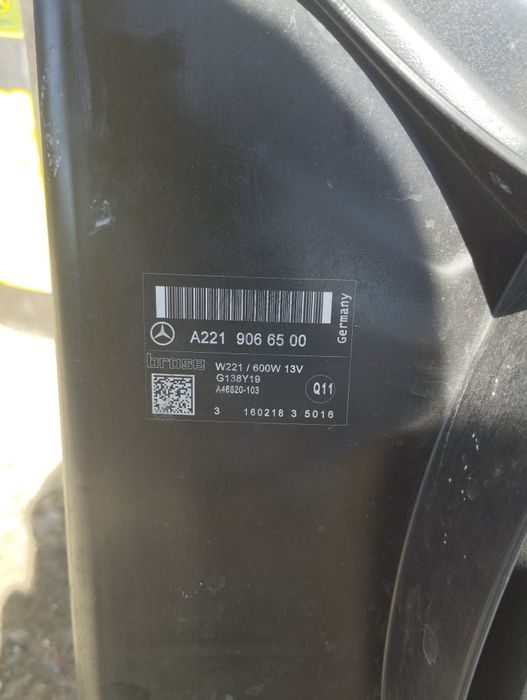 Germany
A221 906 65 00
brose
W221 / 600W 13V
G138Y19
A46820-103
Q11
3 160218 3 5016